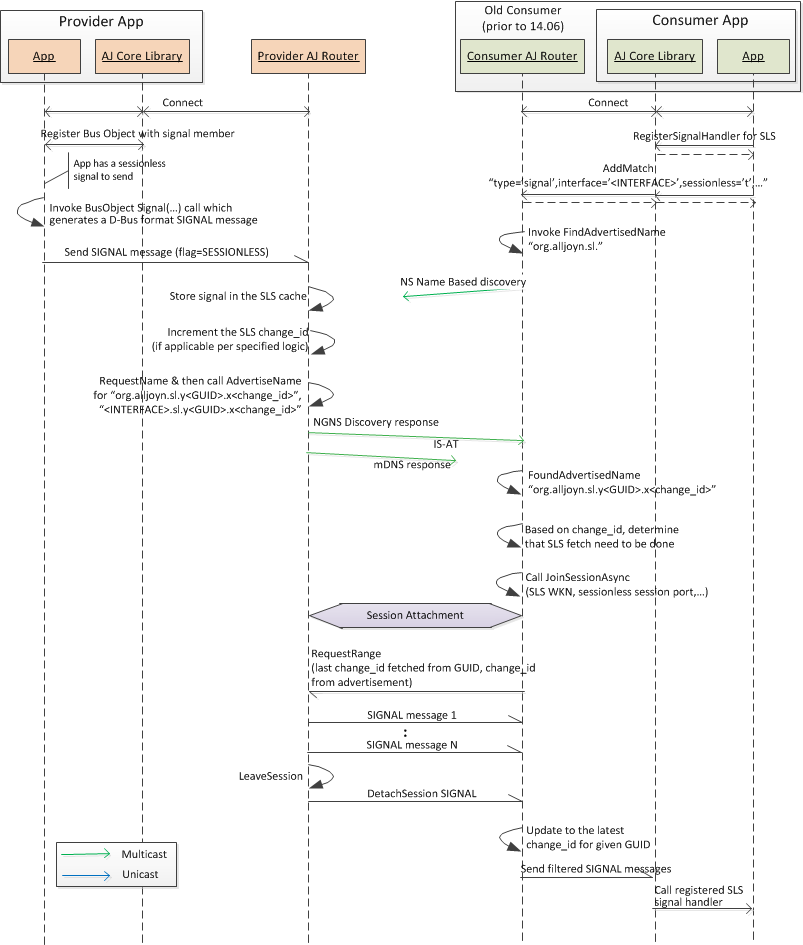 Provider App
Old Consumer
(prior to 14.06)
Consumer App
App
AJ Core Library
Provider AJ Router
Consumer AJ Router
AJ Core Library
App
Connect
Connect
Register Bus Object with signal member
RegisterSignalHandler for SLS
App has a sessionless
signal to send
AddMatch
“type=‘signal’,interface=‘<INTERFACE>’,sessionless=‘t’,…”
Invoke BusObject Signal(…) call which
generates a D-Bus format SIGNAL message
Invoke FindAdvertisedName
“org.alljoyn.sl.”
Send SIGNAL message (flag=SESSIONLESS)
NS Name Based discovery
Store signal in the SLS cache
Increment the SLS change_id
(if applicable per specified logic)
RequestName & then call AdvertiseName
for “org.alljoyn.sl.y<GUID>.x<change_id>”,
“<INTERFACE>.sl.y<GUID>.x<change_id>”
NGNS Discovery response
IS-AT
mDNS response
FoundAdvertisedName
“org.alljoyn.sl.y<GUID>.x<change_id>”
Based on change_id, determine
that SLS fetch need to be done
Call JoinSessionAsync
(SLS WKN, sessionless session port,…)
Session Attachment
RequestRange
(last change_id fetched from GUID, change_id
from advertisement)
SIGNAL message 1
:
SIGNAL message N
LeaveSession
DetachSession SIGNAL
Update to the latest
change_id for given GUID
Multicast
Unicast
Send filtered SIGNAL messages
Call registered SLS
signal handler